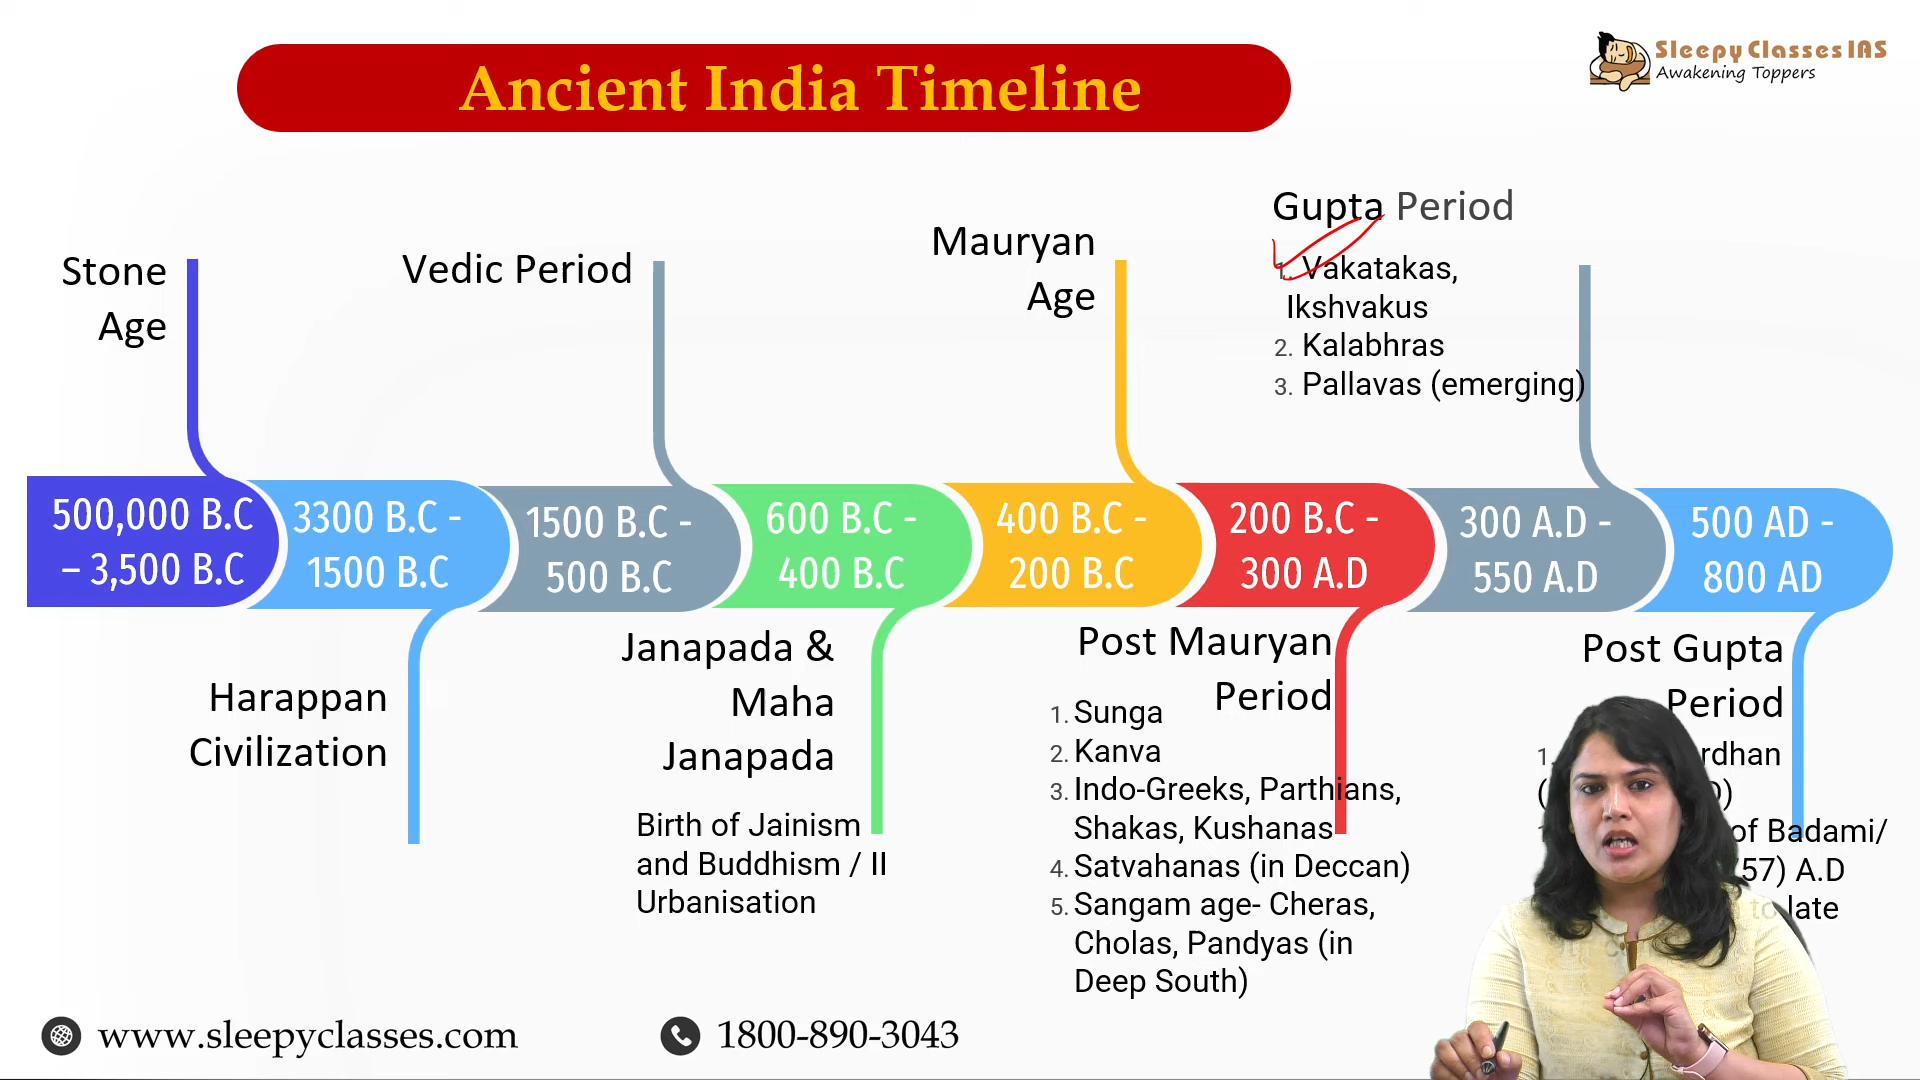 Ancient India Timeline
Sleepy Classes IAS
Awakening Toppers
Stone
Age
Vedic Period
Mauryan
Age
Gupta Period
1. Vakatakas,
Ikshvakus
2. Kalabhras
3. Pallavas (emerging)
500,000 B.C
– 3,500 B.C
3300 B.C -
1500 B.C
1500 B.C -
500 B.C
600 B.C -
400 B.C
400 B.C -
200 B.C
200 B.C -
300 A.D
300 A.D -
550 A.D
500 AD -
800 AD
Harappan
Civilization
Janapada &
Maha
Janapada
Birth of Jainism
and Buddhism / II
Urbanisation
Post Mauryan
Period
1. Sunga
2. Kanva
3. Indo-Greeks, Parthians,
Shakas, Kushanas
4. Satvahanas (in Deccan)
5. Sangam age- Cheras,
Cholas, Pandyas (in
Deep South)
Post Gupta
Period
1.
of Badami/
57) A.D
to late
www.sleepyclasses.com
1800-890-3043